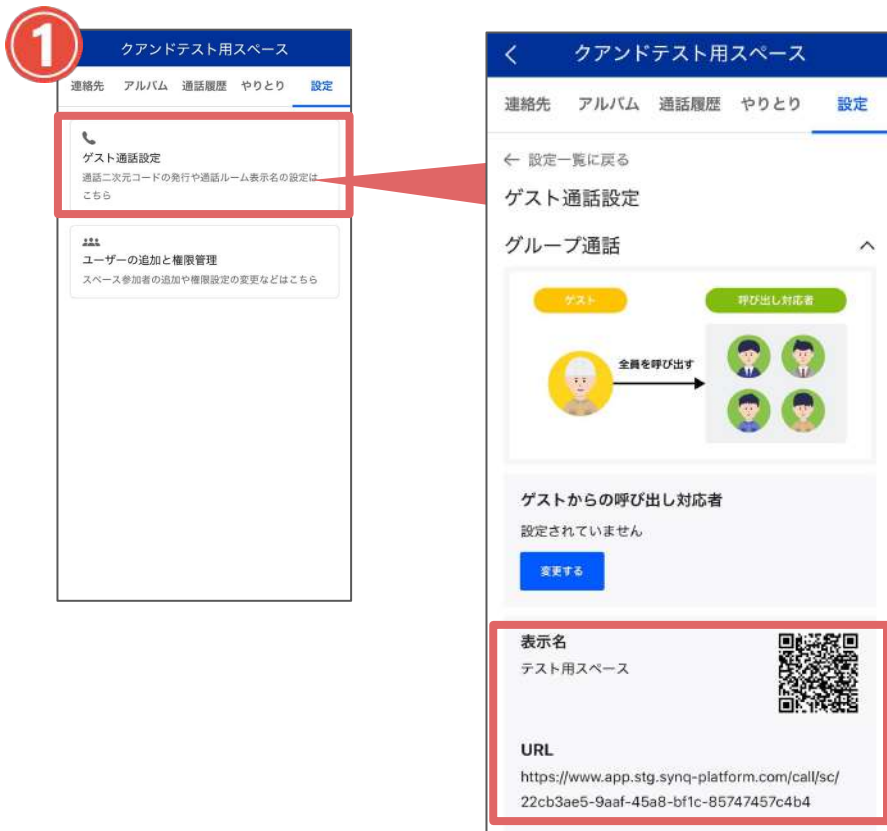 1
クアンドテスト用スペース
連絡先 アルバム 通話履歴 やりとり 設定
ゲスト通話設定
通話二次元コードの発行や通話ルーム表示名の設定は
こちら
ユーザーの追加と権限管理
スペース参加者の追加や権限設定の変更などはこちら
クアンドテスト用スペース
連絡先 アルバム 通話履歴 やりとり 設定
← 設定一覧に戻る
ゲスト通話設定
グループ通話
ゲスト 呼び出し対応者
全員を呼び出す
ゲストからの呼び出し対応者
設定されていません
変更する
表示名
テスト用スペース
URL
https://www.app.stg.synq-platform.com/call/sc/
22cb3ae5-9aaf-45a8-bf1c-85747457c4b4